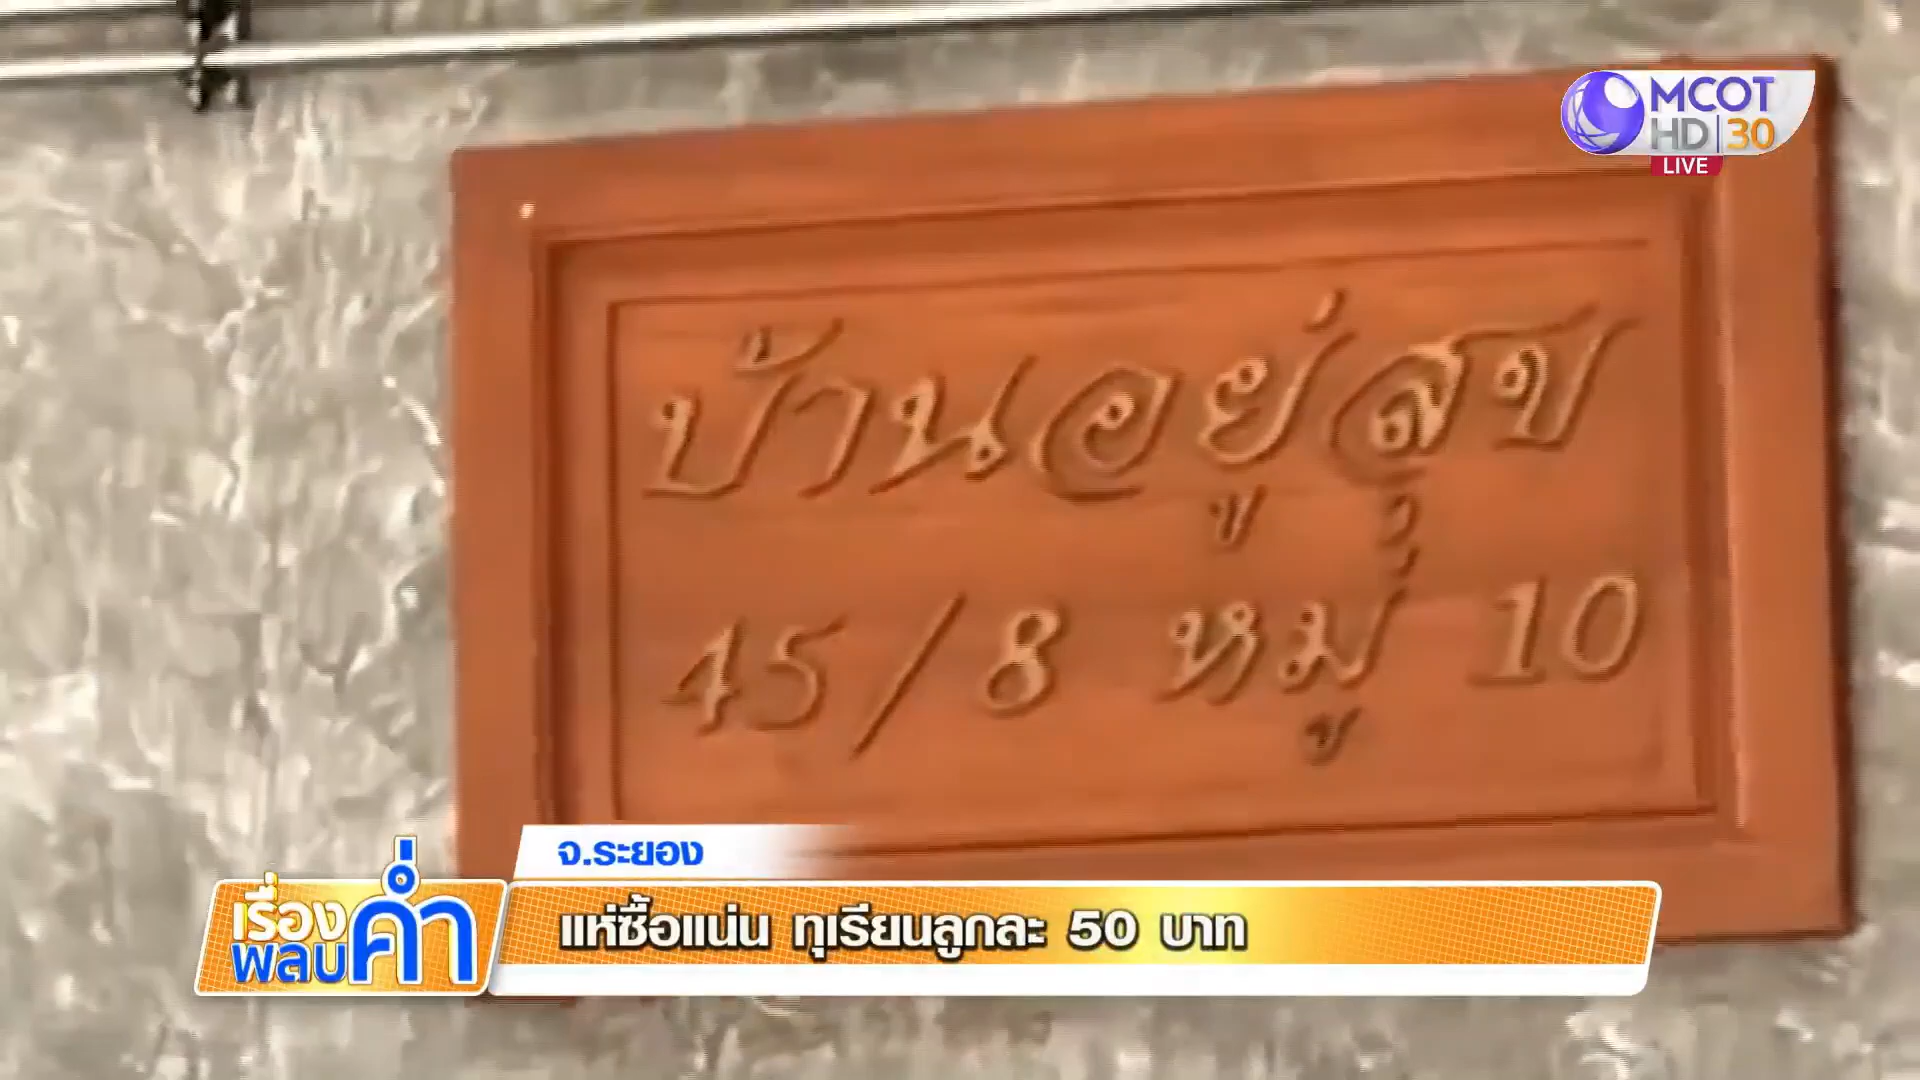 MCOT
HD 30
LIVE
บ้านอยู่สุข
45/8 หมู่ 10
จ.ระยอง
เรื่อง
พลบ
ค่ำ
แห่ซื้อแน่น ทุเรียนลูกละ 50 บาท